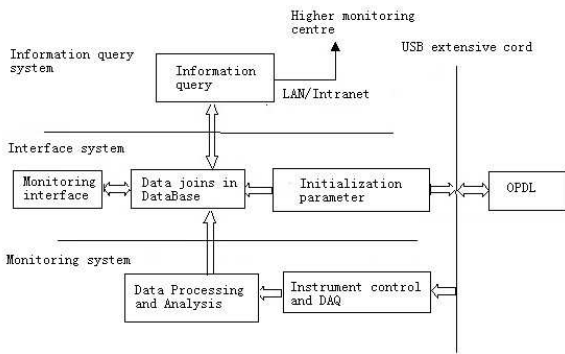 Higher monitoring
centre
USB extensive cord
Information query
system
Information
query
LAN/Intranet
Interface system
Monitoring
interface
Data joins in
DataBase
Initialization
parameter
OPDL
Monitoring system
Data Processing
and Analysis
Instrument control
and DAQ